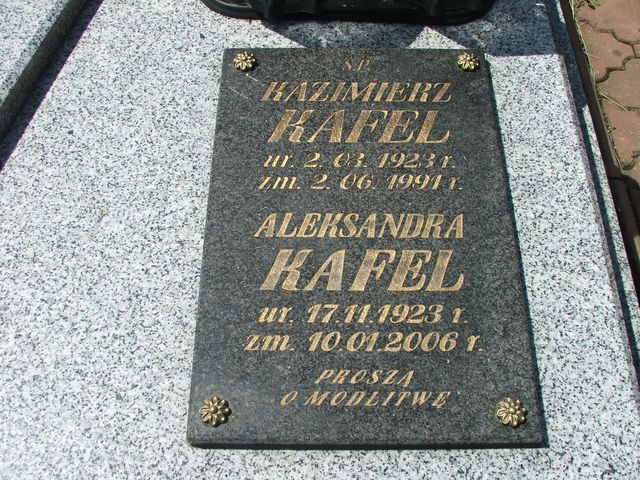 Ś.P.
KAZIMIERZ
KAFEL
ur. 2. 03. 1923 r.
zm. 2. 06. 1991 r.
ALEKSANDRA
KAFEL
ur. 17.11.1923 r.
zm. 10.01.2006 r.
PROSZĄ
O MODLITWĘ